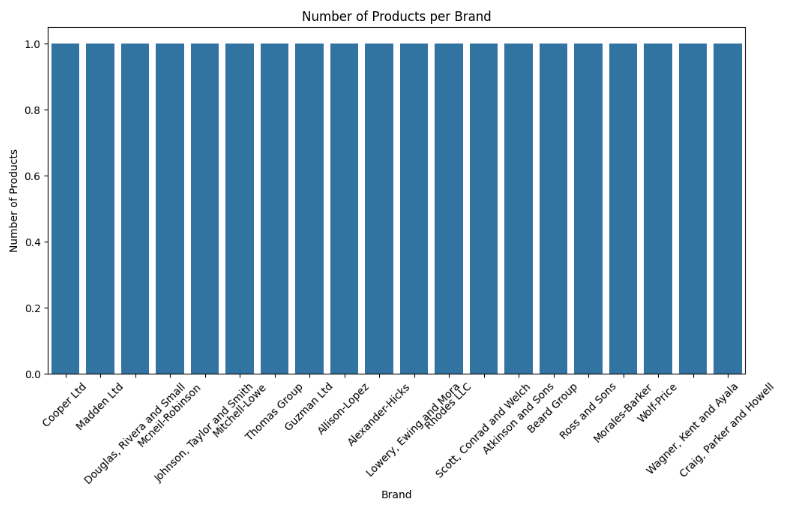 Number of Products per Brand
Number of Products
1.0
0.8
0.6
0.4
0.2
0.0
Cooper Ltd
Madden Ltd
Douglas, Rivera and Small
Mcneil-Robinson
Johnson, Taylor and Smith
Mitchell-Lowe
Thomas Group
Guzman Ltd
Allison-Lopez
Alexander-Hicks
Lowery, Ewing and Mora
Rhodes LLC
Scott, Conrad and Welch
Atkinson and Sons
Beard Group
Ross and Sons
Morales-Barker
Wolf-Price
Wagner, Kent and Ayala
Craig, Parker and Howell
Brand